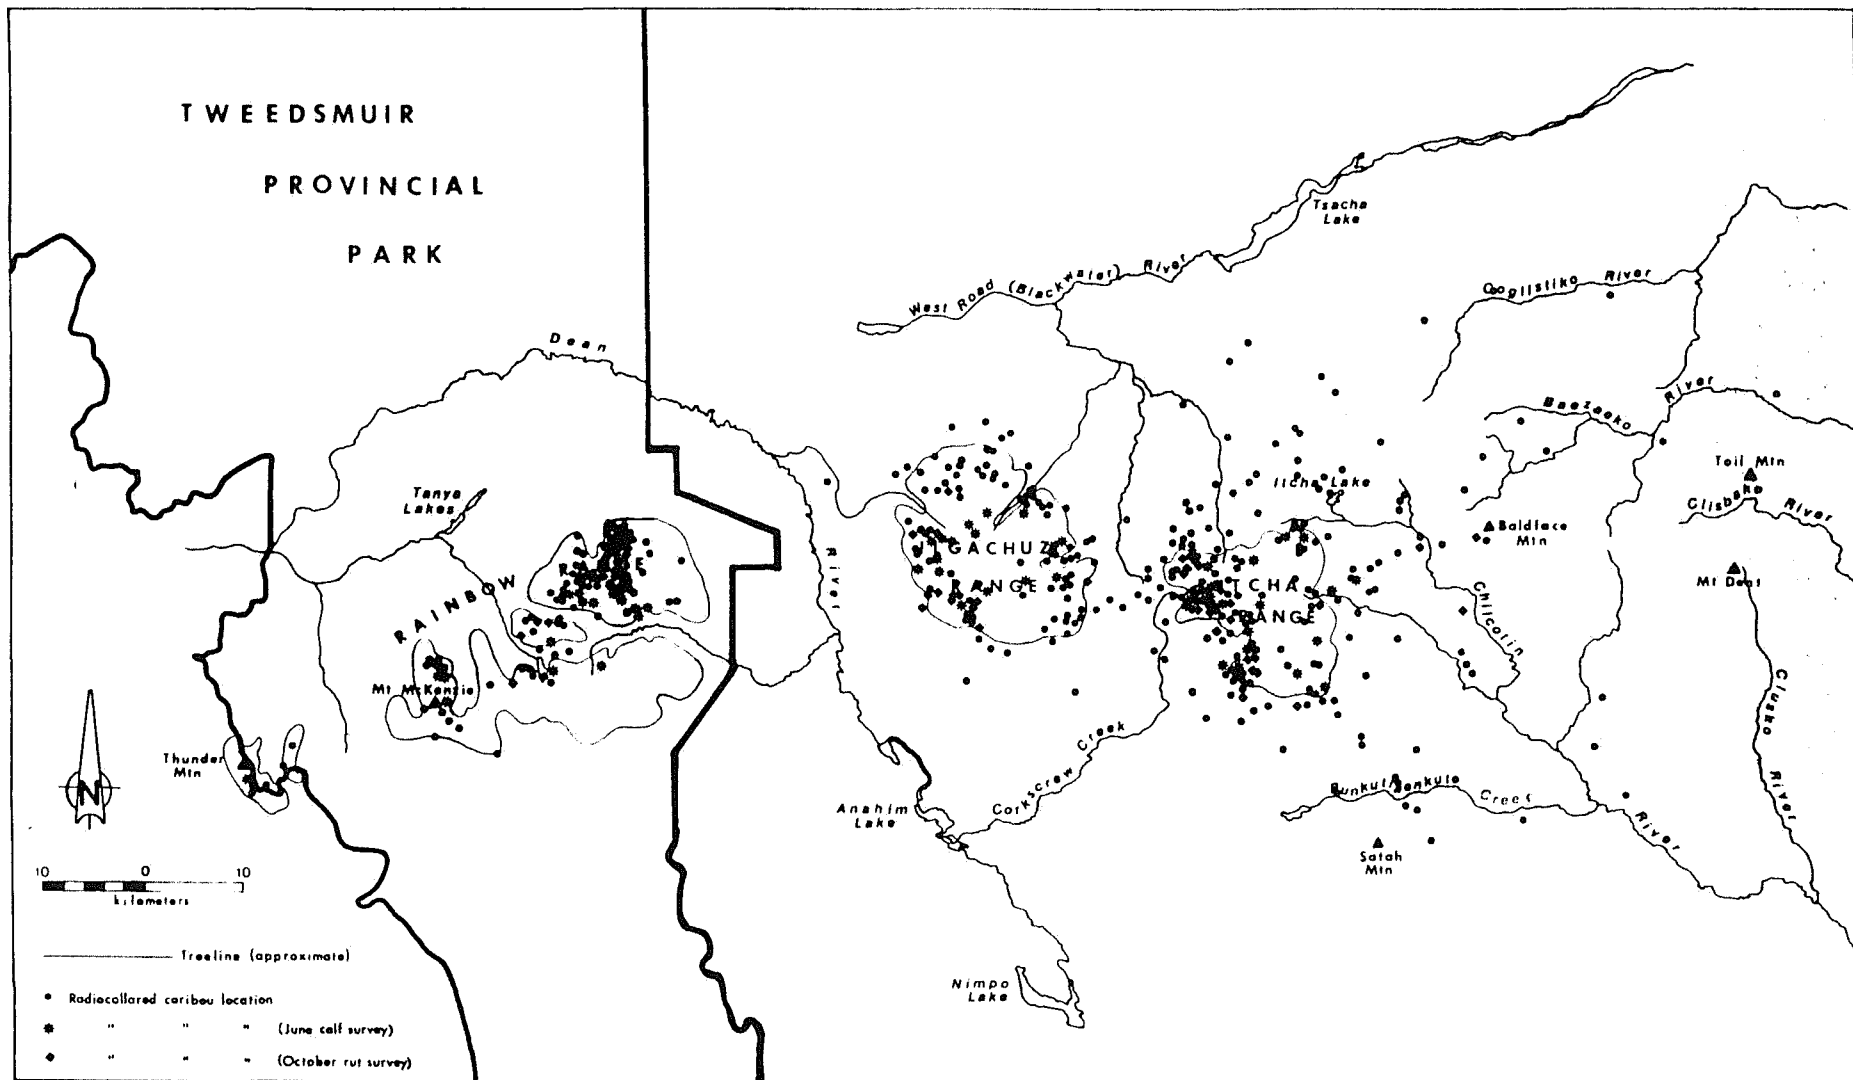 TWEEDSMUIR
PROVINCIAL
PARK
Tsacha
Lake
West Road (Blackwater) River
River
Baezaeko
Dean
Toil Mtn
Tanya
Lakes
Itcha Lake
River
Baldface
Mtn
River
GACHUZ
RANGE
TCHA
RANGE
Mt Dent
RAINBOW
Chilcotin
Mt McKenzie
Clusko
River
Thunder
Mtn
N
Corkscrew Creek
Anahim
Lake
Creek
River
Satah
Mtn
10 0 10
kilometers
Treeline (approximate)
Nimpo
Lake
Radiocollared caribou location
" " " (June calf survey)
" " " (October rut survey)